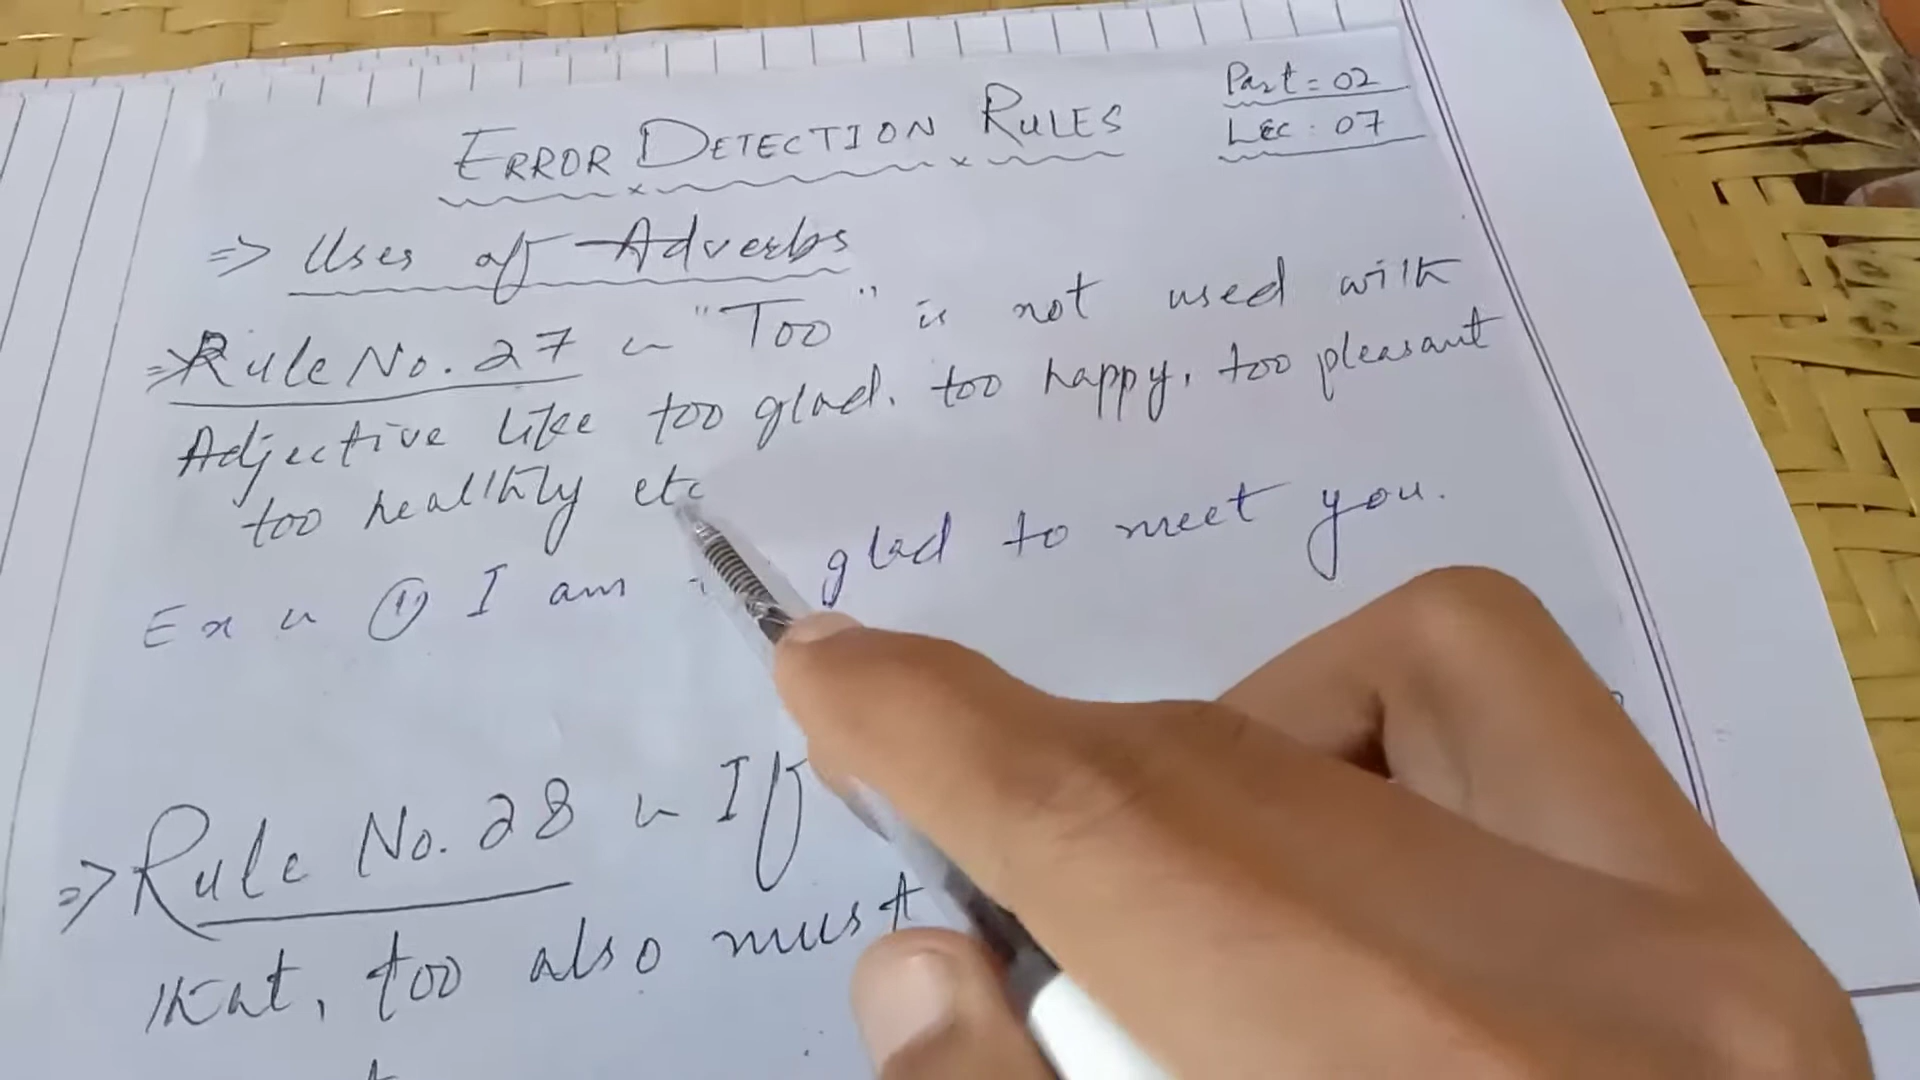 ERROR DETECTION RULES
Part = 02
Lec : 07
=> Uses of Adverbs
=> Rule No. 27 ~ "Too" is not used with
Adjective like too glad, too happy, too pleasant
too healthy etc
Ex ~ ① I am glad to meet you.
=> Rule No. 28 ~ If
that, too also must